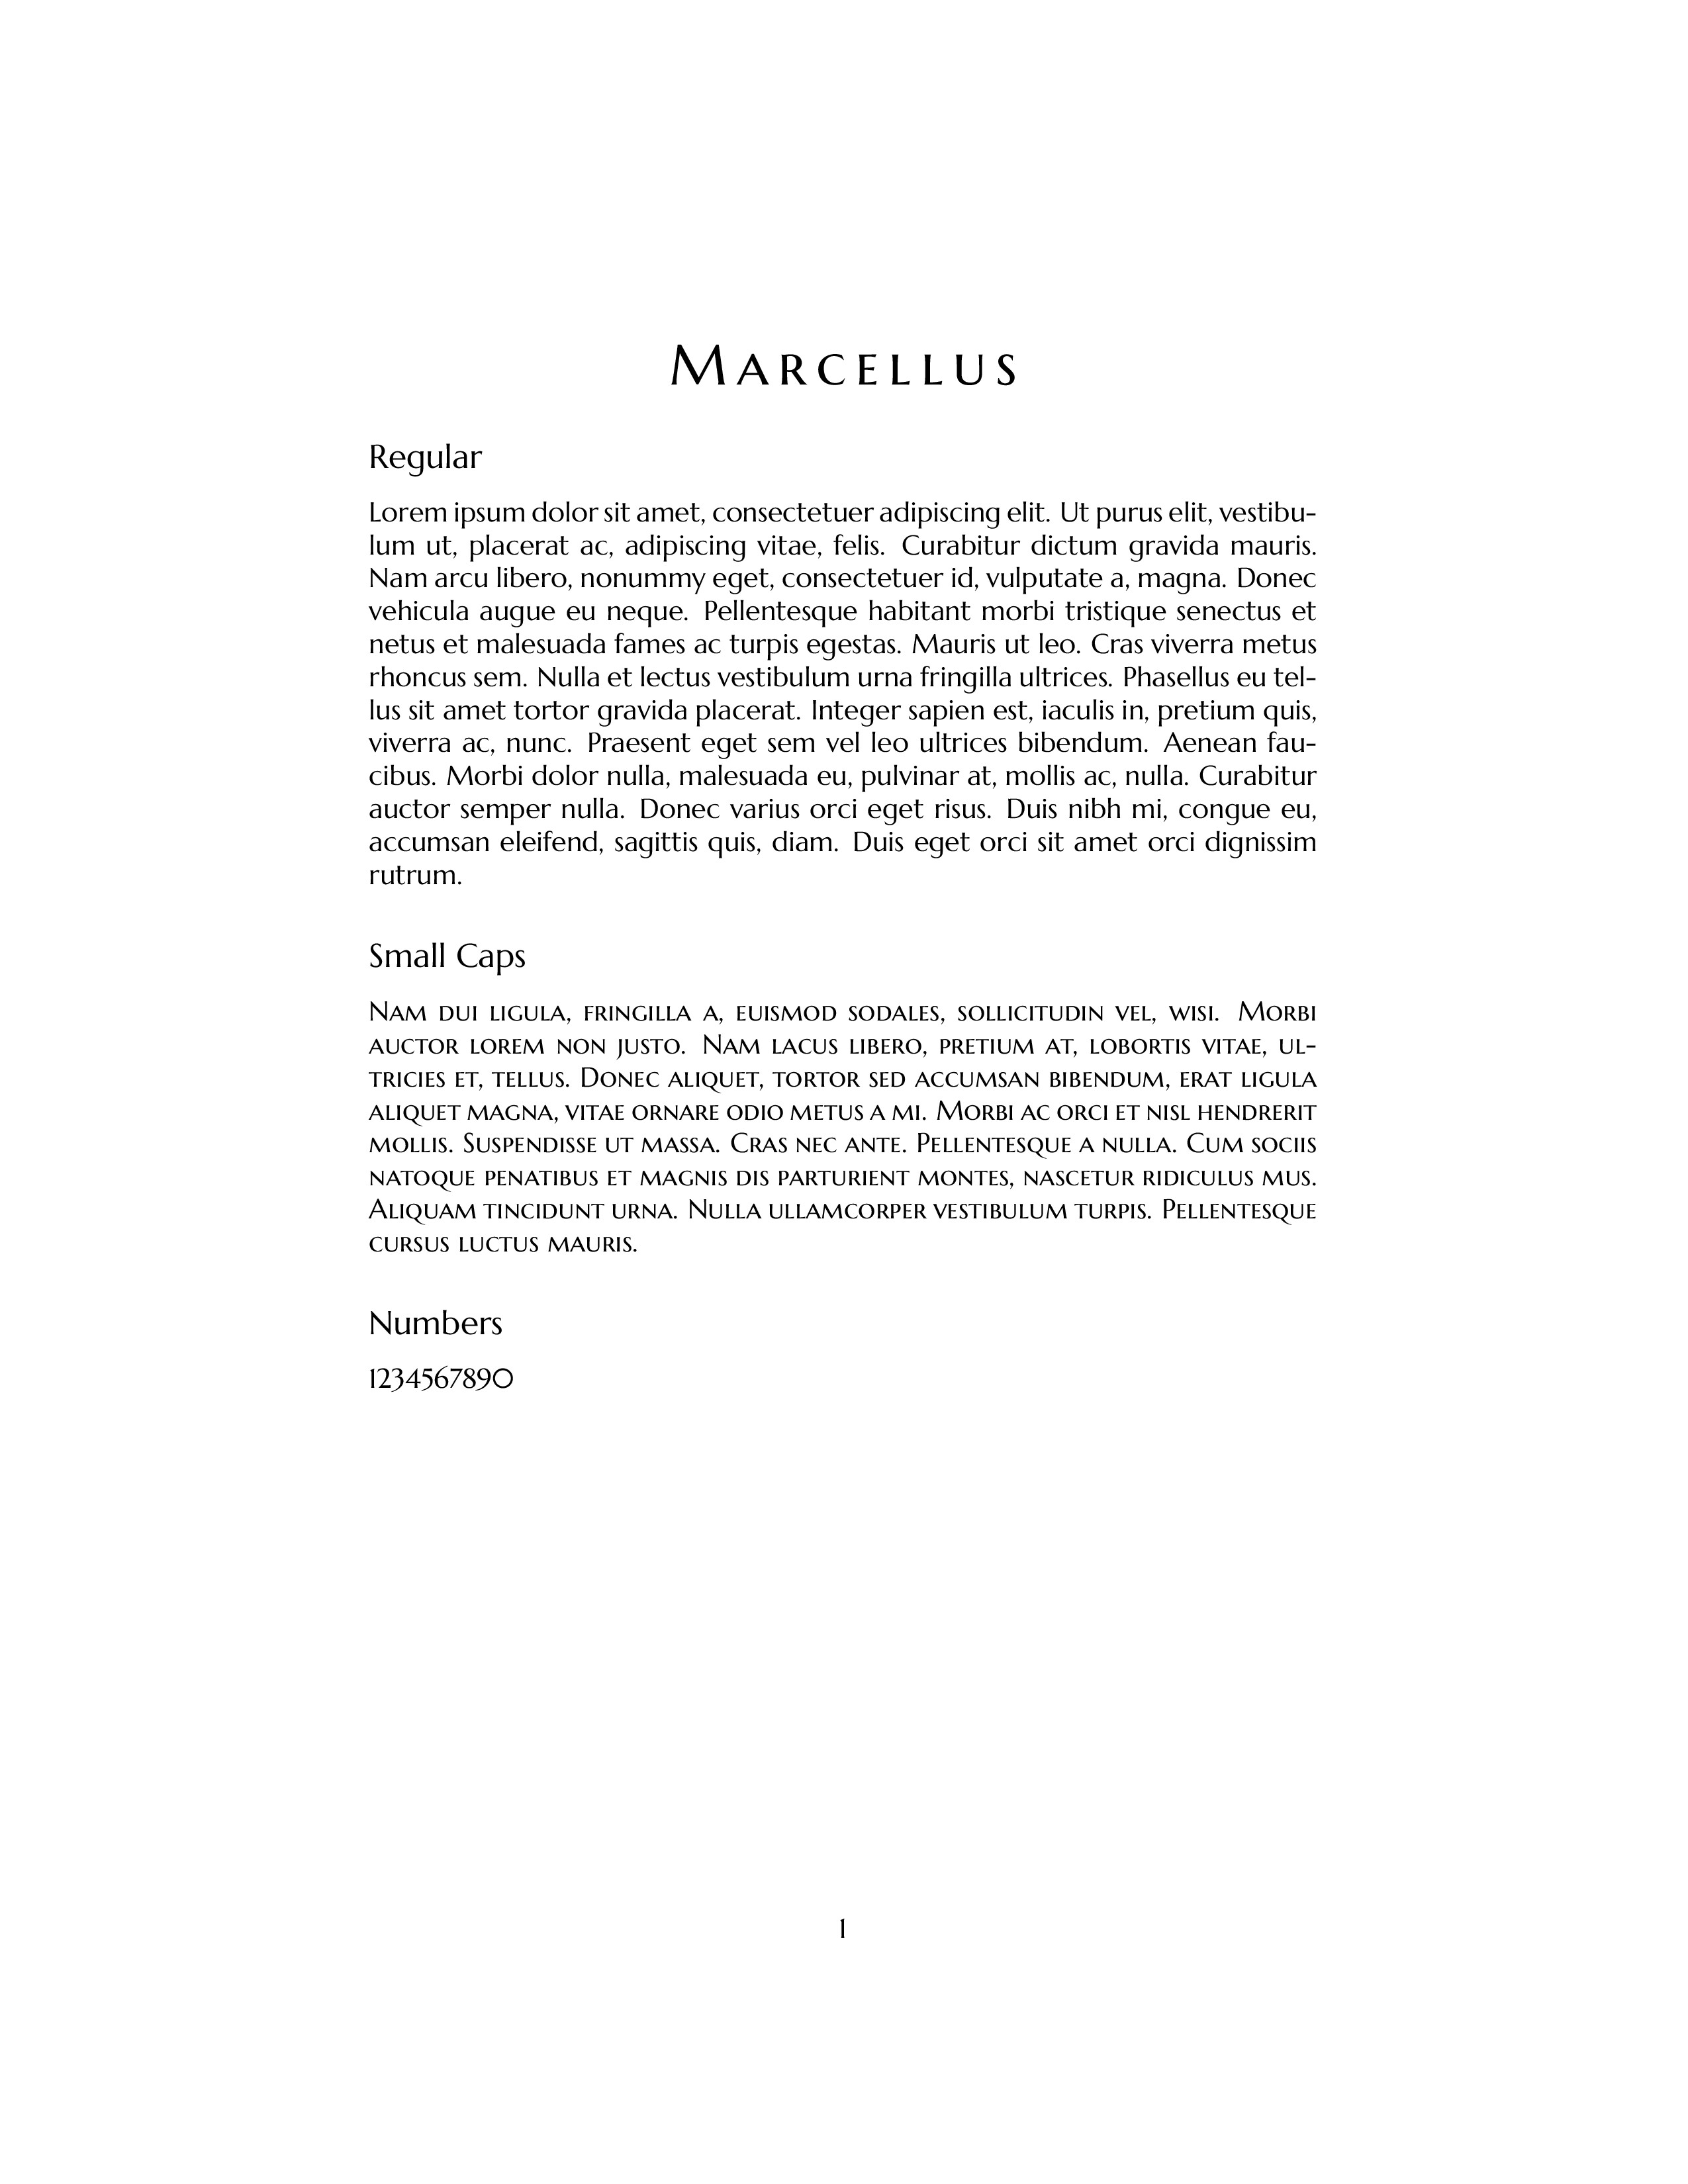 Marcellus
Regular
Lorem ipsum dolor sit amet, consectetuer adipiscing elit. Ut purus elit, vestibu-
lum ut, placerat ac, adipiscing vitae, felis. Curabitur dictum gravida mauris.
Nam arcu libero, nonummy eget, consectetuer id, vulputate a, magna. Donec
vehicula augue eu neque. Pellentesque habitant morbi tristique senectus et
netus et malesuada fames ac turpis egestas. Mauris ut leo. Cras viverra metus
rhoncus sem. Nulla et lectus vestibulum urna fringilla ultrices. Phasellus eu tel-
lus sit amet tortor gravida placerat. Integer sapien est, iaculis in, pretium quis,
viverra ac, nunc. Praesent eget sem vel leo ultrices bibendum. Aenean fau-
cibus. Morbi dolor nulla, malesuada eu, pulvinar at, mollis ac, nulla. Curabitur
auctor semper nulla. Donec varius orci eget risus. Duis nibh mi, congue eu,
accumsan eleifend, sagittis quis, diam. Duis eget orci sit amet orci dignissim
rutrum.
Small Caps
Nam dui ligula, fringilla a, euismod sodales, sollicitudin vel, wisi. Morbi
auctor lorem non justo. Nam lacus libero, pretium at, lobortis vitae, ul-
tricies et, tellus. Donec aliquet, tortor sed accumsan bibendum, erat ligula
aliquet magna, vitae ornare odio metus a mi. Morbi ac orci et nisl hendrerit
mollis. Suspendisse ut massa. Cras nec ante. Pellentesque a nulla. Cum sociis
natoque penatibus et magnis dis parturient montes, nascetur ridiculus mus.
Aliquam tincidunt urna. Nulla ullamcorper vestibulum turpis. Pellentesque
cursus luctus mauris.
Numbers
1234567890
1